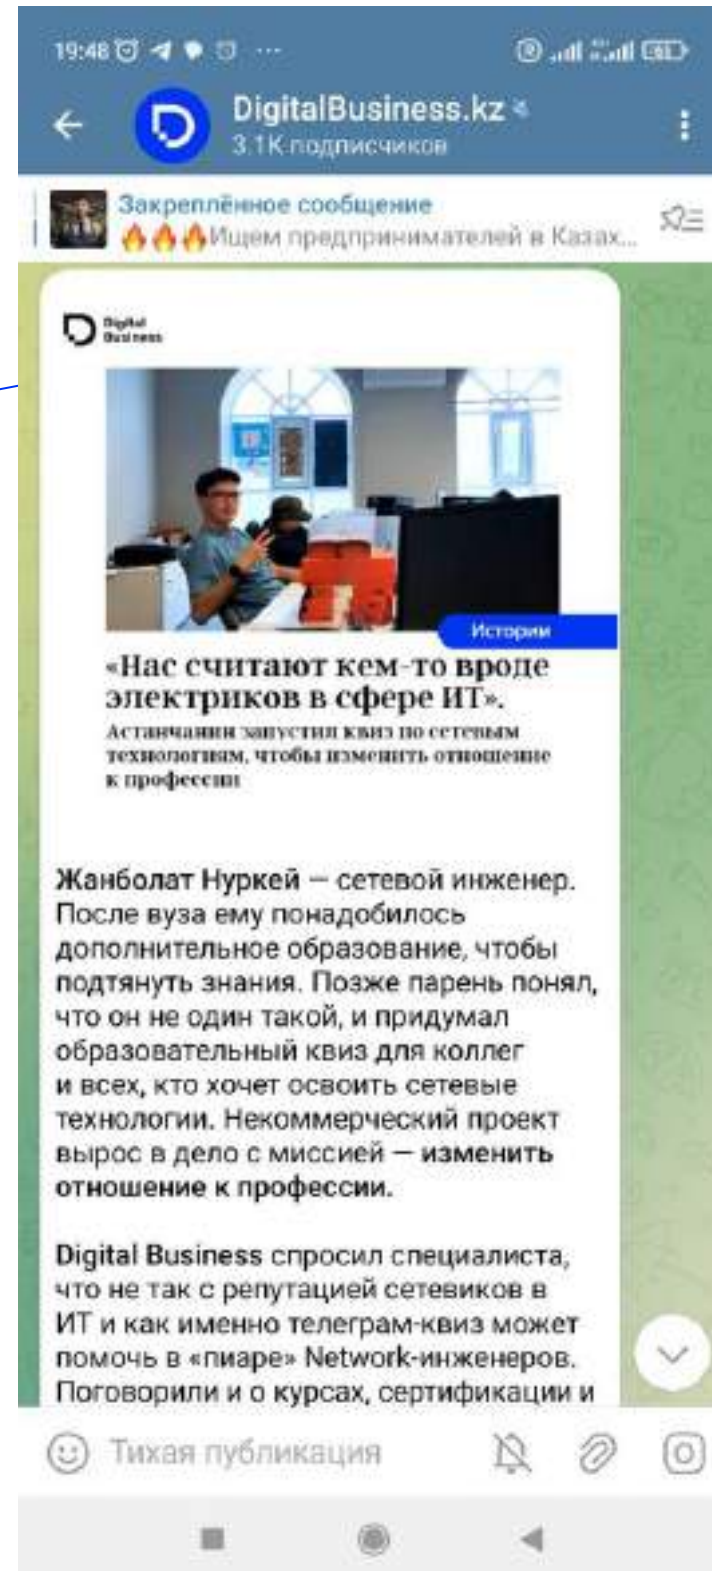 19:48
DigitalBusiness.kz
3.1K подписчиков
Закреплённое сообщение
🔥🔥🔥Ищем предпринимателей в Казах...
Digital
Business
Истории
«Нас считают кем-то вроде
электриков в сфере ИТ».
Астанчанин запустил квиз по сетевым
технологиям, чтобы изменить отношение
к профессии
Жанболат Нуркей — сетевой инженер.
После вуза ему понадобилось
дополнительное образование, чтобы
подтянуть знания. Позже парень понял,
что он не один такой, и придумал
образовательный квиз для коллег
и всех, кто хочет освоить сетевые
технологии. Некоммерческий проект
вырос в дело с миссией — изменить
отношение к профессии.
Digital Business спросил специалиста,
что не так с репутацией сетевиков в
ИТ и как именно телеграм-квиз может
помочь в «пиаре» Network-инженеров.
Поговорили и о курсах, сертификации и
Тихая публикация